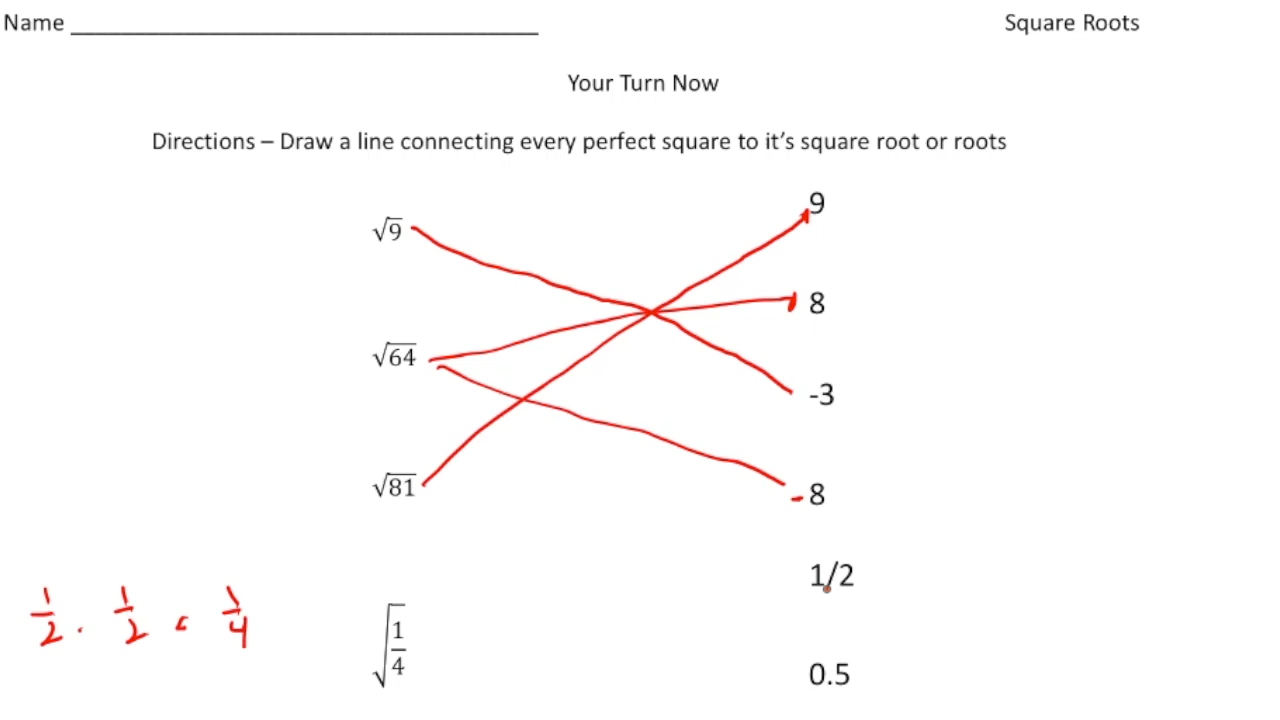 Name ____________________________________ Square Roots
Your Turn Now
Directions – Draw a line connecting every perfect square to it's square root or roots
√9 9
8
√64
-3
√81 - 8
1/2
1/2 · 1/2 = 1/4 √1/4
0.5